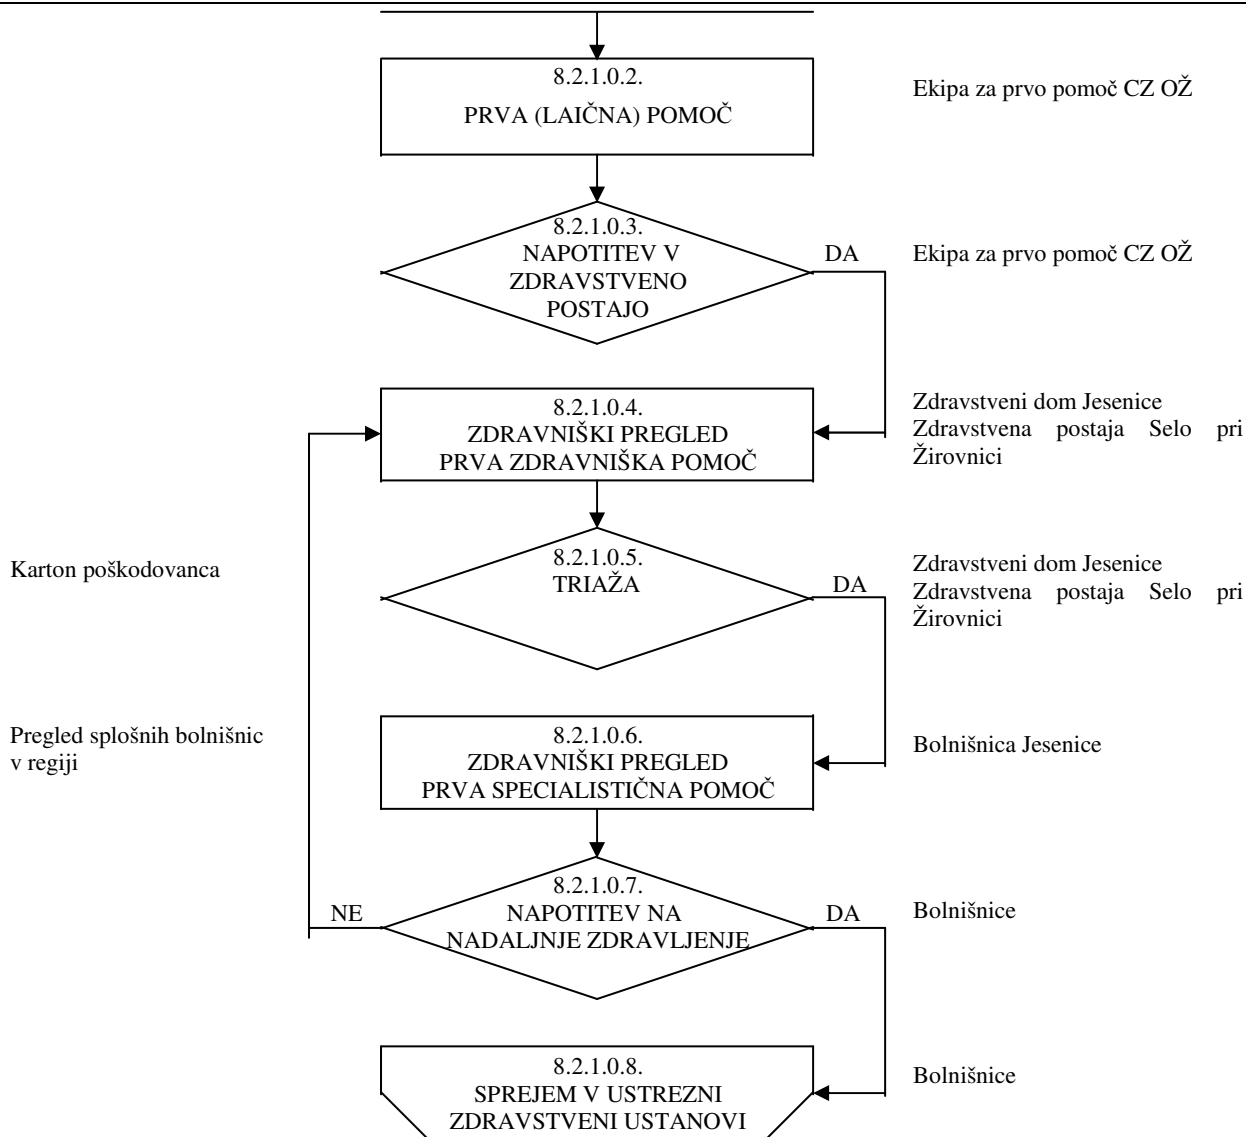 8.2.1.0.2.
PRVA (LAIČNA) POMOČ
Ekipa za prvo pomoč CZ OŽ
8.2.1.0.3.
NAPOTITEV V
ZDRAVSTVENO
POSTAJO
DA
Ekipa za prvo pomoč CZ OŽ
8.2.1.0.4.
ZDRAVNIŠKI PREGLED
PRVA ZDRAVNIŠKA POMOČ
Zdravstveni dom Jesenice
Zdravstvena postaja Selo pri
Žirovnici
Karton poškodovanca
8.2.1.0.5.
TRIAŽA
DA
Zdravstveni dom Jesenice
Zdravstvena postaja Selo pri
Žirovnici
Pregled splošnih bolnišnic
v regiji
8.2.1.0.6.
ZDRAVNIŠKI PREGLED
PRVA SPECIALISTIČNA POMOČ
Bolnišnica Jesenice
NE
8.2.1.0.7.
NAPOTITEV NA
NADALJNJE ZDRAVLJENJE
DA
Bolnišnice
8.2.1.0.8.
SPREJEM V USTREZNI
ZDRAVSTVENI USTANOVI
Bolnišnice